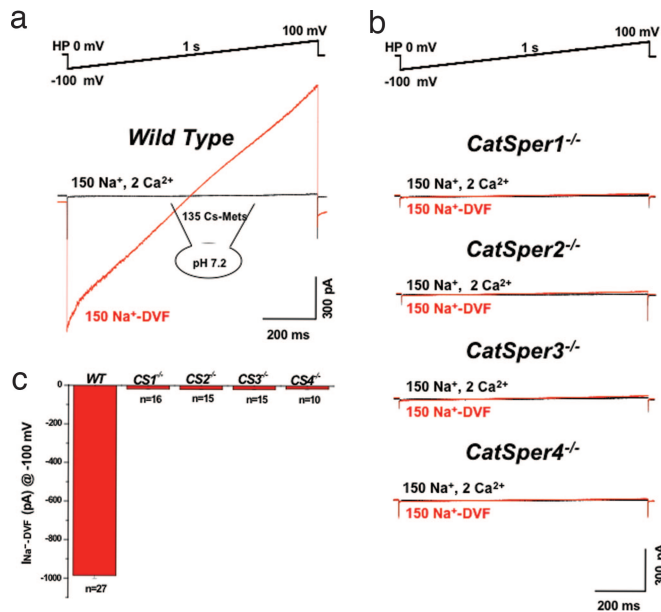 a
HP 0 mV
1 s
100 mV
-100 mV
Wild Type
150 Na⁺, 2 Ca²⁺
135 Cs-Mets
pH 7.2
150 Na⁺-DVF
300 pA
200 ms
b
HP 0 mV
1 s
100 mV
-100 mV
CatSper1⁻/⁻
150 Na⁺, 2 Ca²⁺
150 Na⁺-DVF
CatSper2⁻/⁻
150 Na⁺, 2 Ca²⁺
150 Na⁺-DVF
CatSper3⁻/⁻
150 Na⁺, 2 Ca²⁺
150 Na⁺-DVF
CatSper4⁻/⁻
150 Na⁺, 2 Ca²⁺
150 Na⁺-DVF
300 pA
200 ms
c
WT CS1⁻/⁻ CS2⁻/⁻ CS3⁻/⁻ CS4⁻/⁻
0
-200
-400
-600
-800
-1000
n=16 n=15 n=15 n=10
n=27
I Na⁺-DVF (pA) @ -100 mV